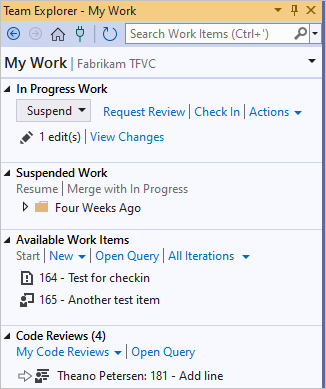 Team Explorer - My Work
Search Work Items (Ctrl+')
My Work | Fabrikam TFVC
In Progress Work
Suspend | Request Review | Check In | Actions
1 edit(s) | View Changes
Suspended Work
Resume | Merge with In Progress
Four Weeks Ago
Available Work Items
Start | New | Open Query | All Iterations
164 - Test for checkin
165 - Another test item
Code Reviews (4)
My Code Reviews | Open Query
Theano Petersen: 181 - Add line